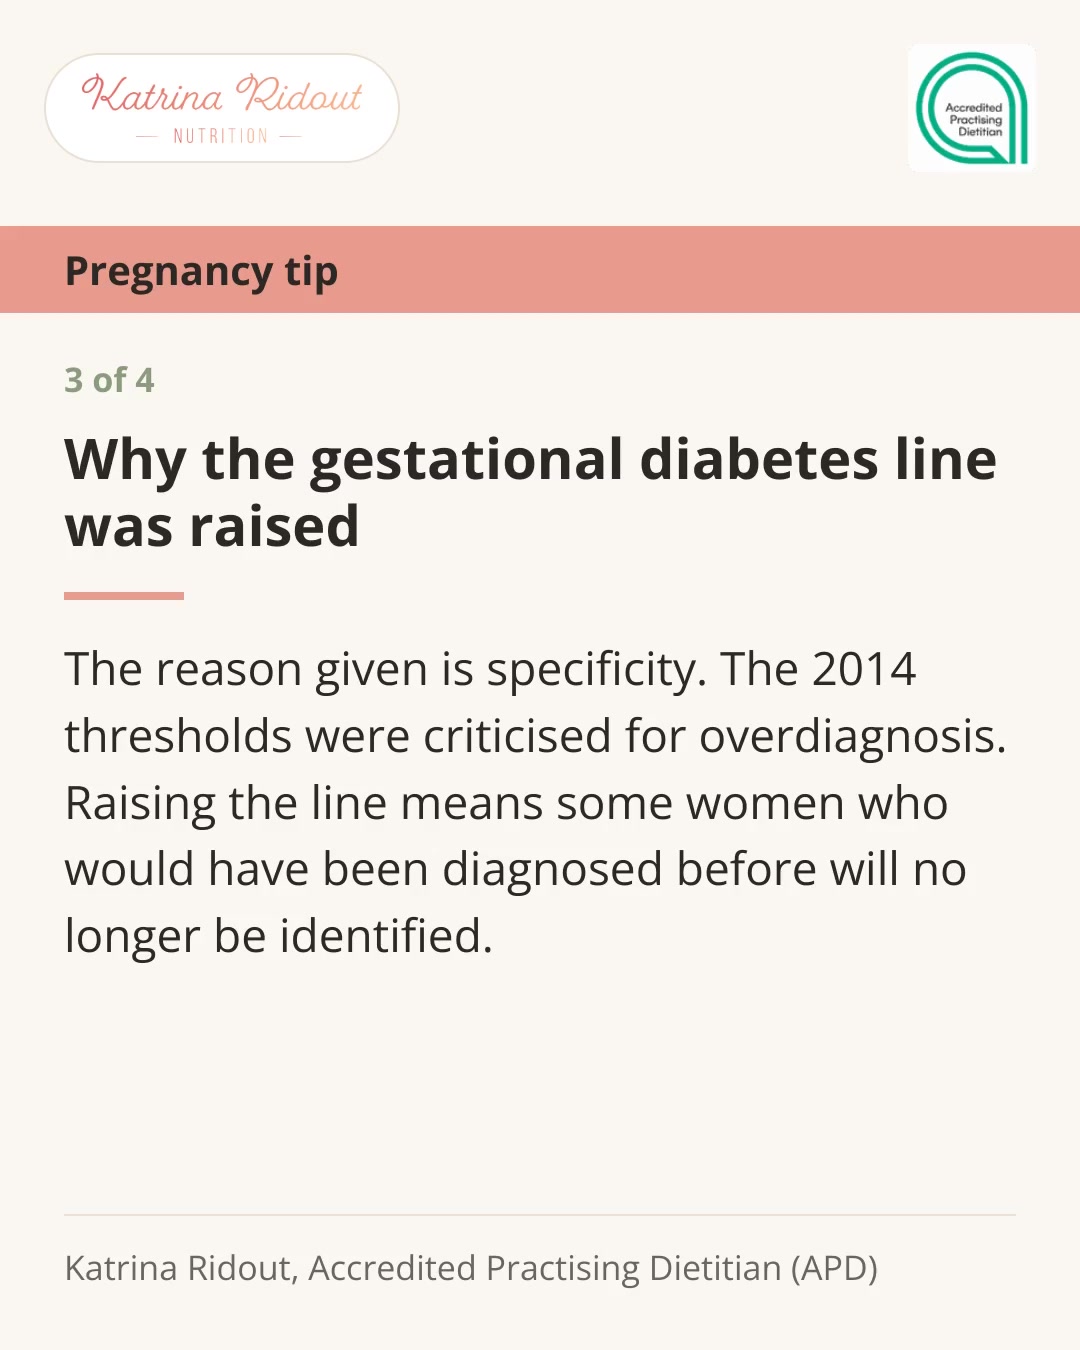 Katrina Ridout
NUTRITION
Accredited
Practising
Dietitian
Pregnancy tip
3 of 4
Why the gestational diabetes line
was raised
The reason given is specificity. The 2014
thresholds were criticised for overdiagnosis.
Raising the line means some women who
would have been diagnosed before will no
longer be identified.
Katrina Ridout, Accredited Practising Dietitian (APD)